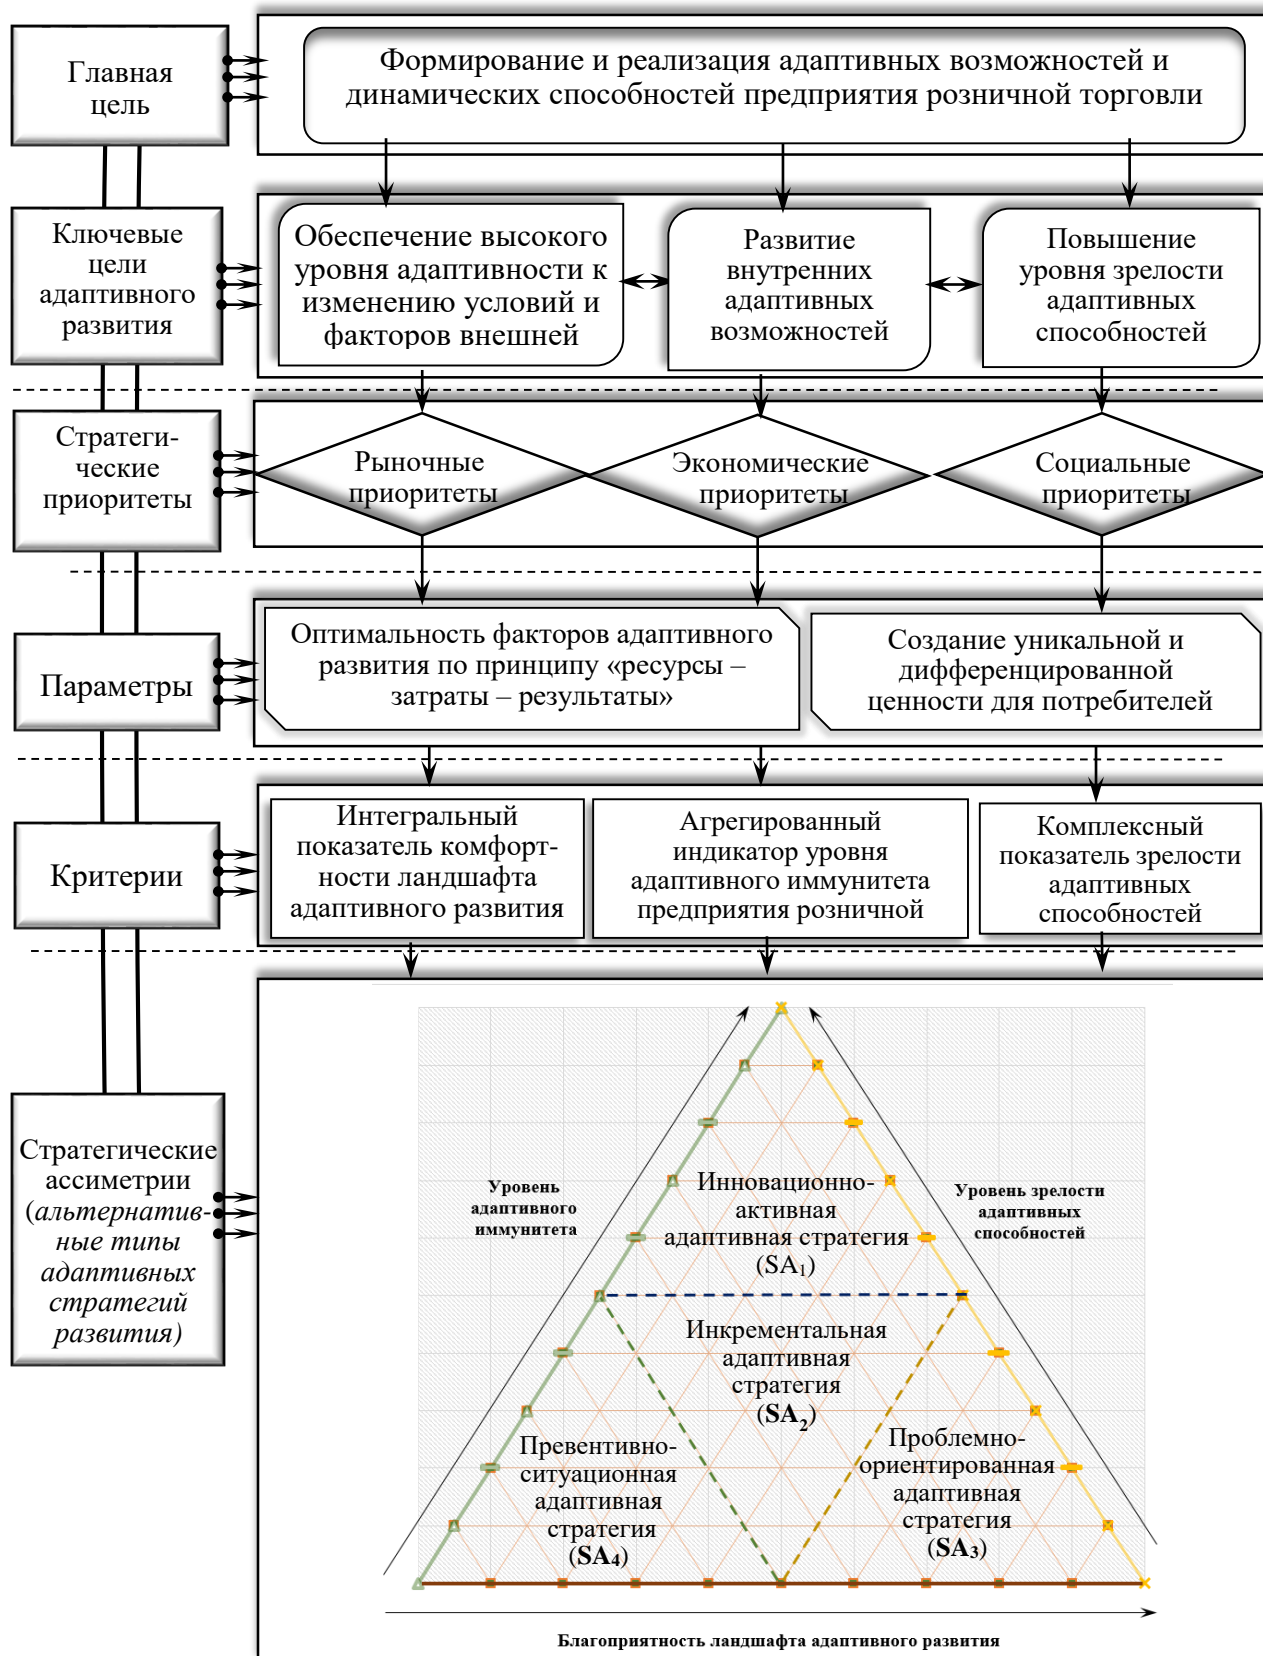 Главная
цель
Формирование и реализация адаптивных возможностей и
динамических способностей предприятия розничной торговли
Ключевые
цели
адаптивного
развития
Обеспечение высокого
уровня адаптивности к
изменению условий и
факторов внешней
Развитие
внутренних
адаптивных
возможностей
Повышение
уровня зрелости
адаптивных
способностей
Стратеги-
ческие
приоритеты
Рыночные
приоритеты
Экономические
приоритеты
Социальные
приоритеты
Параметры
Оптимальность факторов адаптивного
развития по принципу «ресурсы –
затраты – результаты»
Создание уникальной и
дифференцированной
ценности для потребителей
Критерии
Интегральный
показатель комфорт-
ности ландшафта
адаптивного развития
Агрегированный
индикатор уровня
адаптивного иммунитета
предприятия розничной
Комплексный
показатель зрелости
адаптивных
способностей
Стратегические
ассиметрии
(альтернатив-
ные типы
адаптивных
стратегий
развития)
Уровень
адаптивного
иммунитета
Инновационно-
активная
адаптивная стратегия
(SA₁)
Уровень зрелости
адаптивных
способностей
Инкрементальная
адаптивная
стратегия
(SA₂)
Превентивно-
ситуационная
адаптивная
стратегия
(SA₄)
Проблемно-
ориентированная
адаптивная
стратегия
(SA₃)
Благоприятность ландшафта адаптивного развития